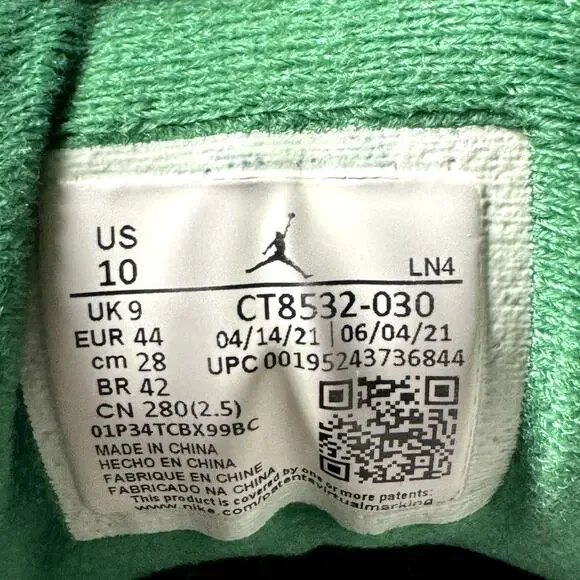 US
10
LN4
UK 9
CT8532-030
EUR 44
04/14/21 | 06/04/21
cm 28
UPC 00195243736844
BR 42
CN 280(2.5)
01P34TCBX99BC
MADE IN CHINA
HECHO EN CHINA
FABRIQUE EN CHINE
FABRICADO NA CHINA
This product is covered by one or more patents:
www.nike.com/patentsvirtualmarking